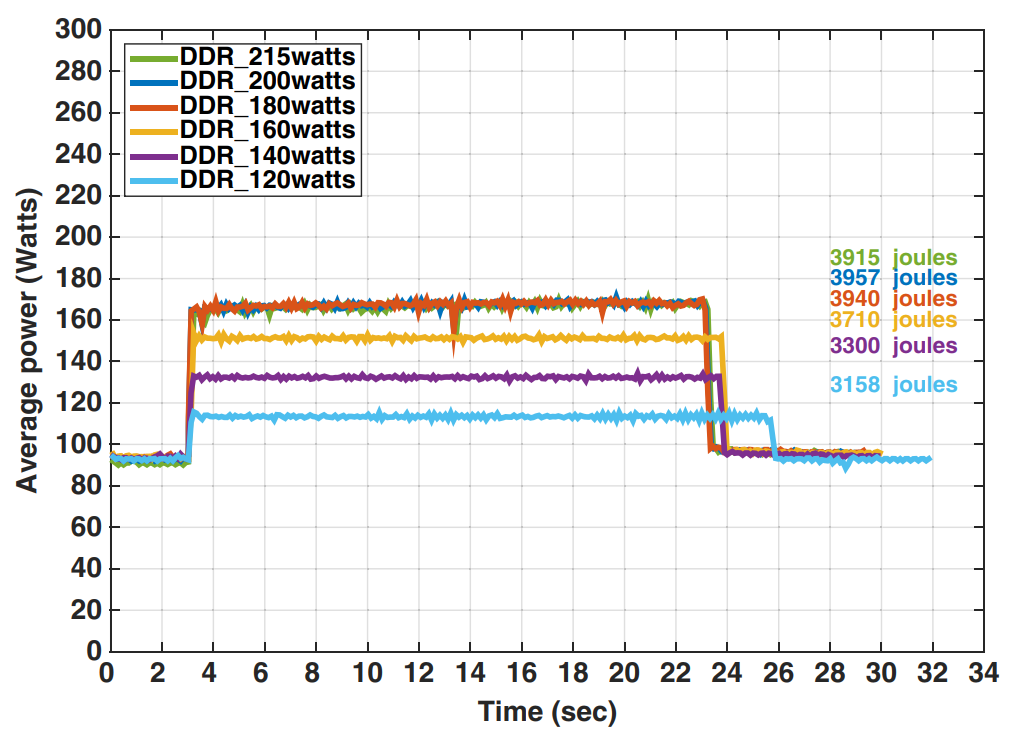 300
280
260
240
220
200
180
160
140
120
100
80
60
40
20
0
Average power (Watts)
DDR_215watts
DDR_200watts
DDR_180watts
DDR_160watts
DDR_140watts
DDR_120watts
3915 joules
3957 joules
3940 joules
3710 joules
3300 joules
3158 joules
0 2 4 6 8 10 12 14 16 18 20 22 24 26 28 30 32 34
Time (sec)